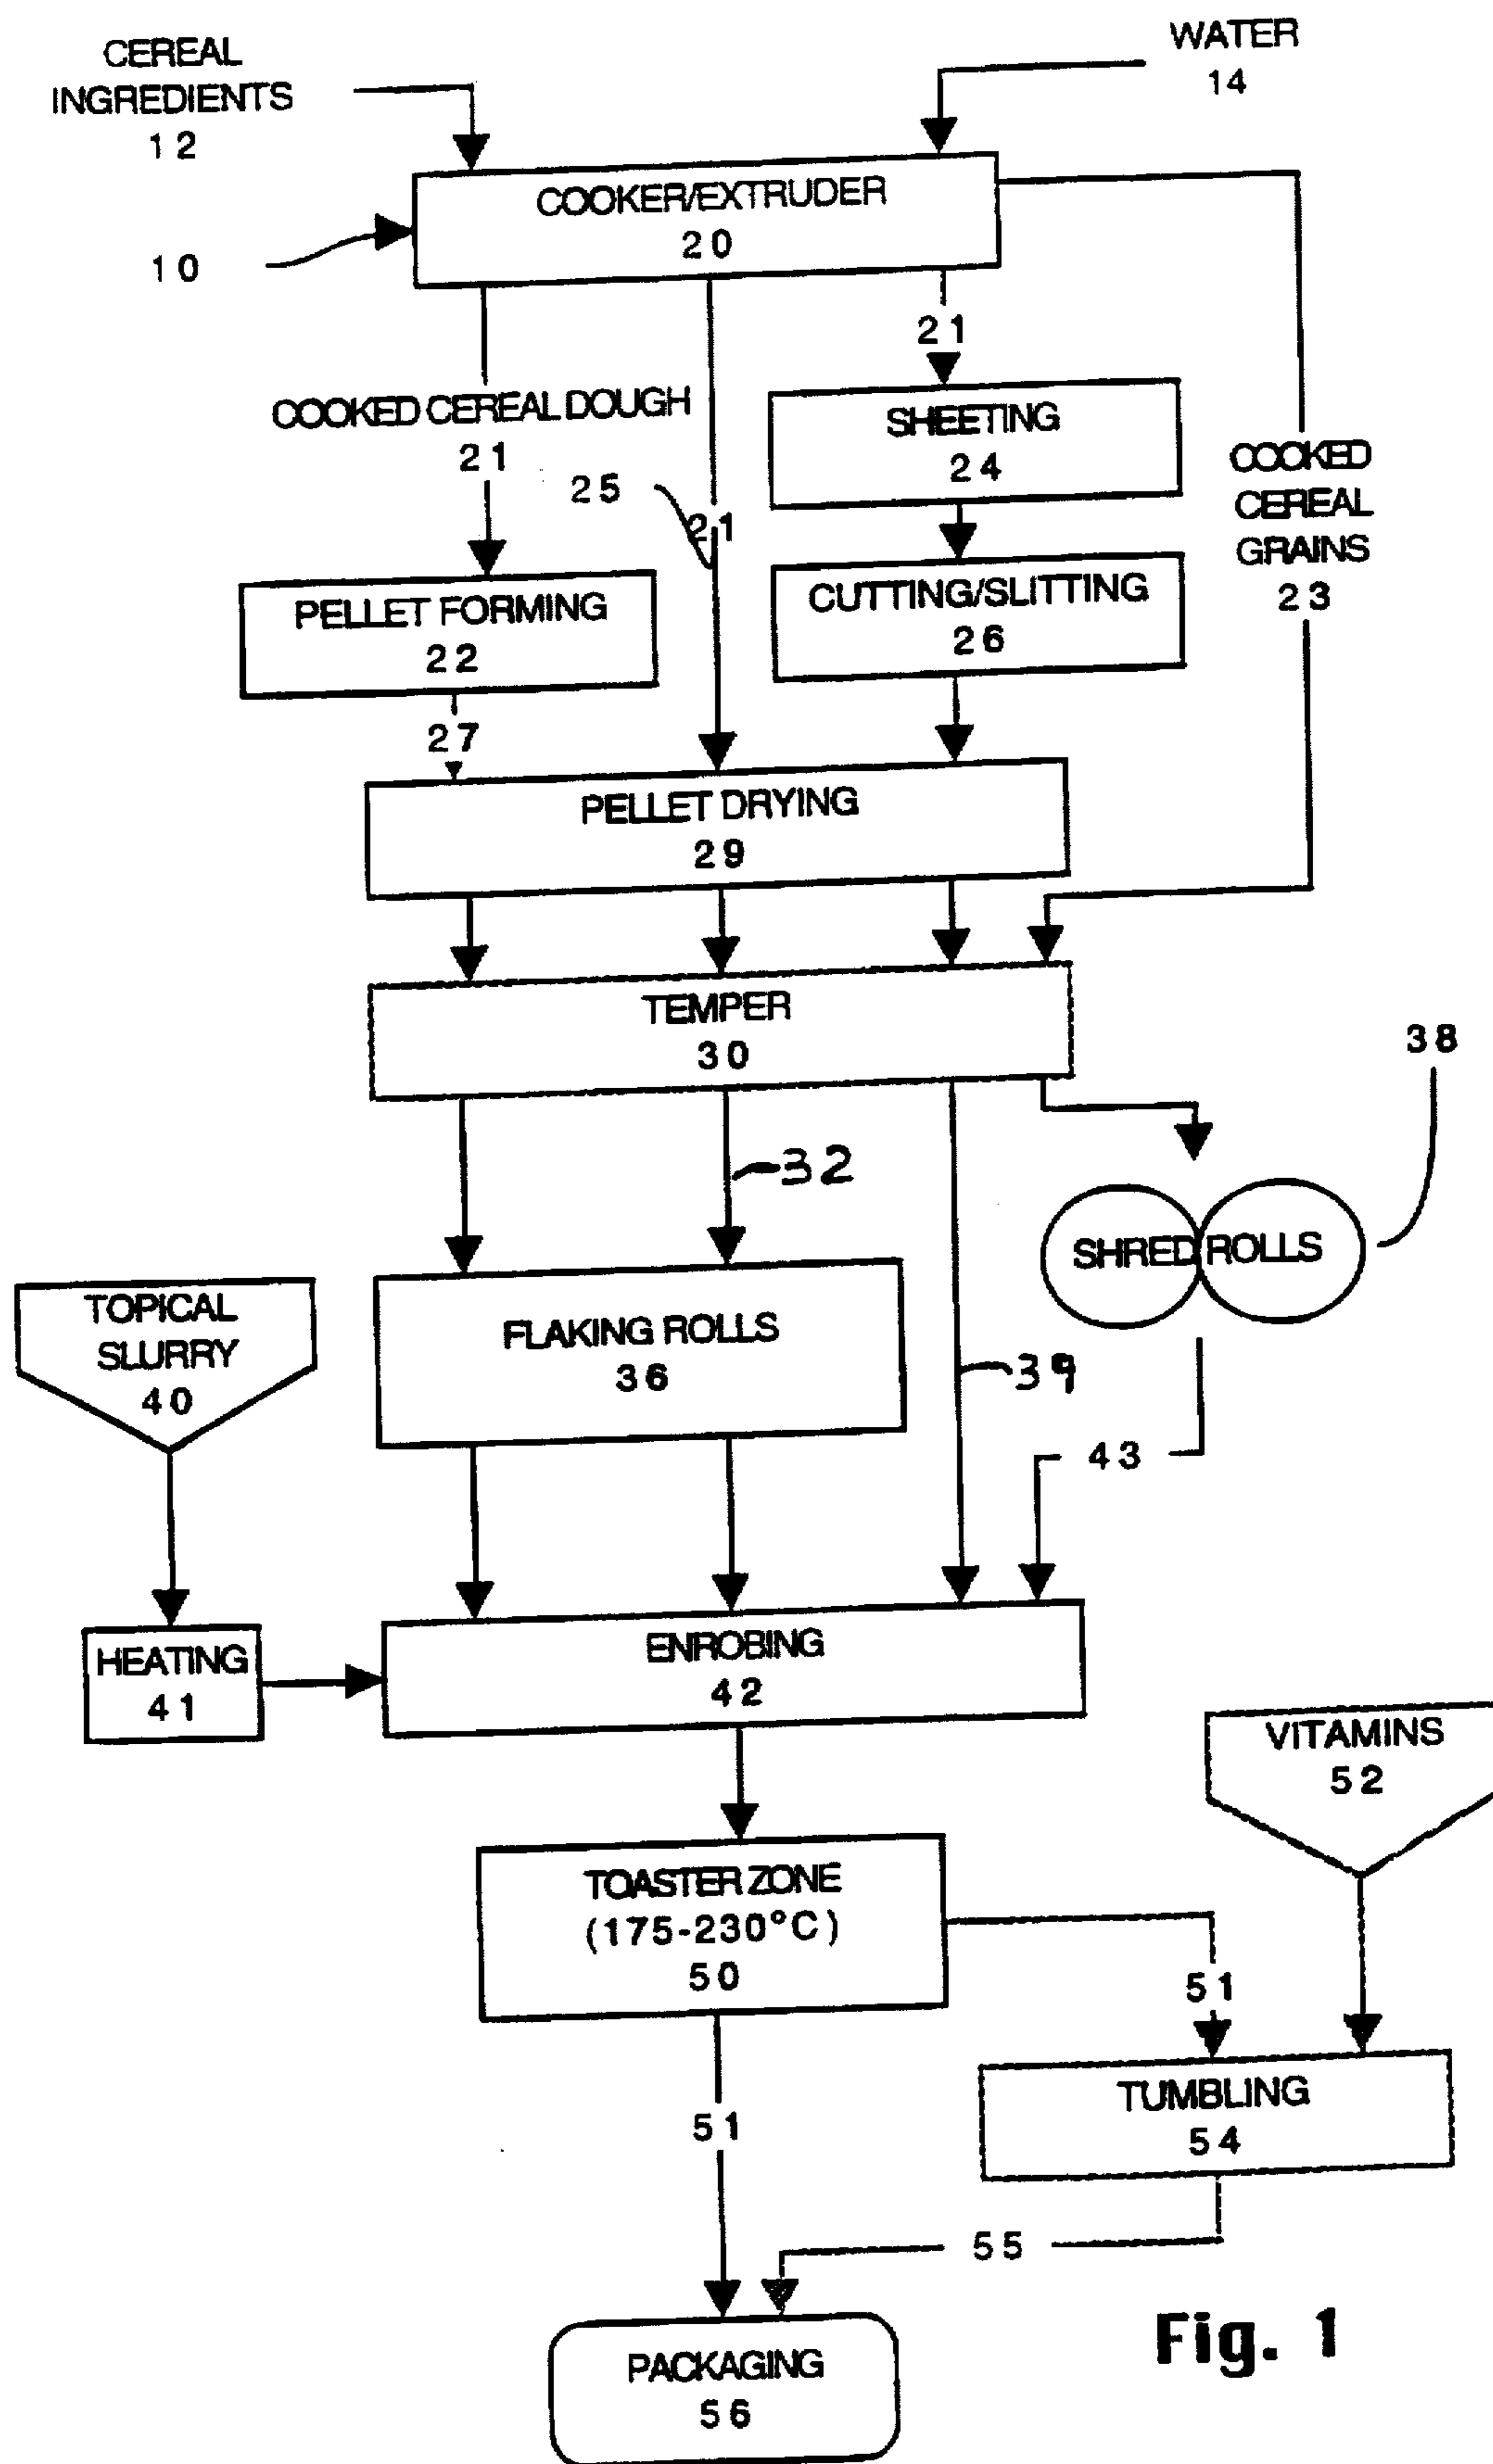 CEREAL
INGREDIENTS
12
WATER
14
COOKER/EXTRUDER
20
10
21
COOKED CEREAL DOUGH
21
25
21
SHEETING
24
COOKED
CEREAL
GRAINS
23
PELLET FORMING
22
CUTTING/SLITTING
26
27
PELLET DRYING
29
TEMPER
30
38
32
SHRED ROLLS
TOPICAL
SLURRY
40
FLAKING ROLLS
36
39
43
HEATING
41
ENROBING
42
VITAMINS
52
TOASTER ZONE
(175-230°C)
50
51
51
TUMBLING
54
55
PACKAGING
56
Fig. 1